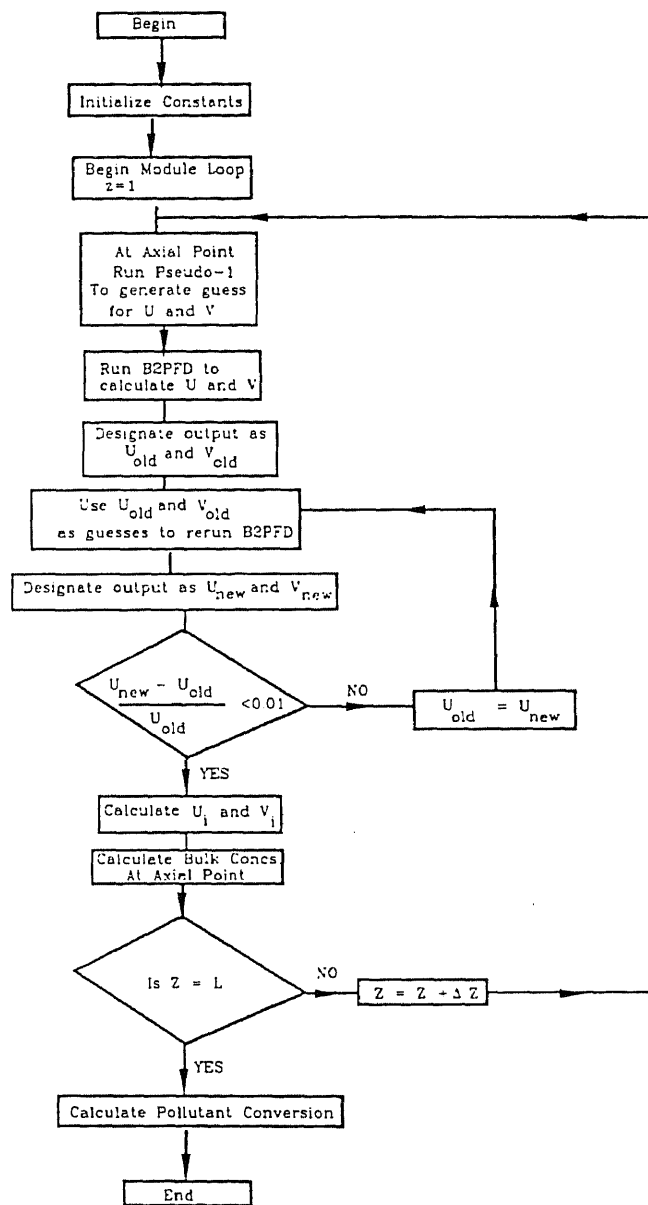 Begin
Initialize Constants
Begin Module Loop
z=1
At Axial Point
Run Pseudo-1
To generate guess
for U and V
Run B2PFD to
calculate U and V
Designate output as
U_old and V_old
Use U_old and V_old
as guesses to rerun B2PFD
Designate output as U_new and V_new
U_new - U_old
U_old
<0.01
NO
U_old = U_new
YES
Calculate U_i and V_i
Calculate Bulk Concs
At Axial Point
Is Z = L
NO
Z = Z + Δ Z
YES
Calculate Pollutant Conversion
End